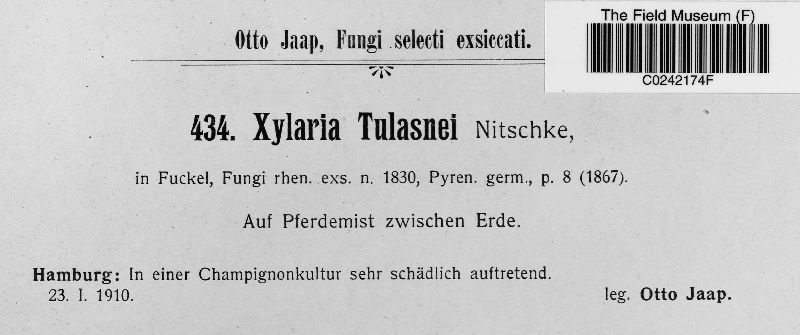 The Field Museum (F)
C0242174F
Otto Jaap, Fungi selecti exsiccati.
434. Xylaria Tulasnei Nitschke,
in Fuckel, Fungi rhen. exs. n. 1830, Pyren. germ., p. 8 (1867).
Auf Pferdemist zwischen Erde.
Hamburg: In einer Champignonkultur sehr schädlich auftretend.
23. I. 1910.
leg. Otto Jaap.